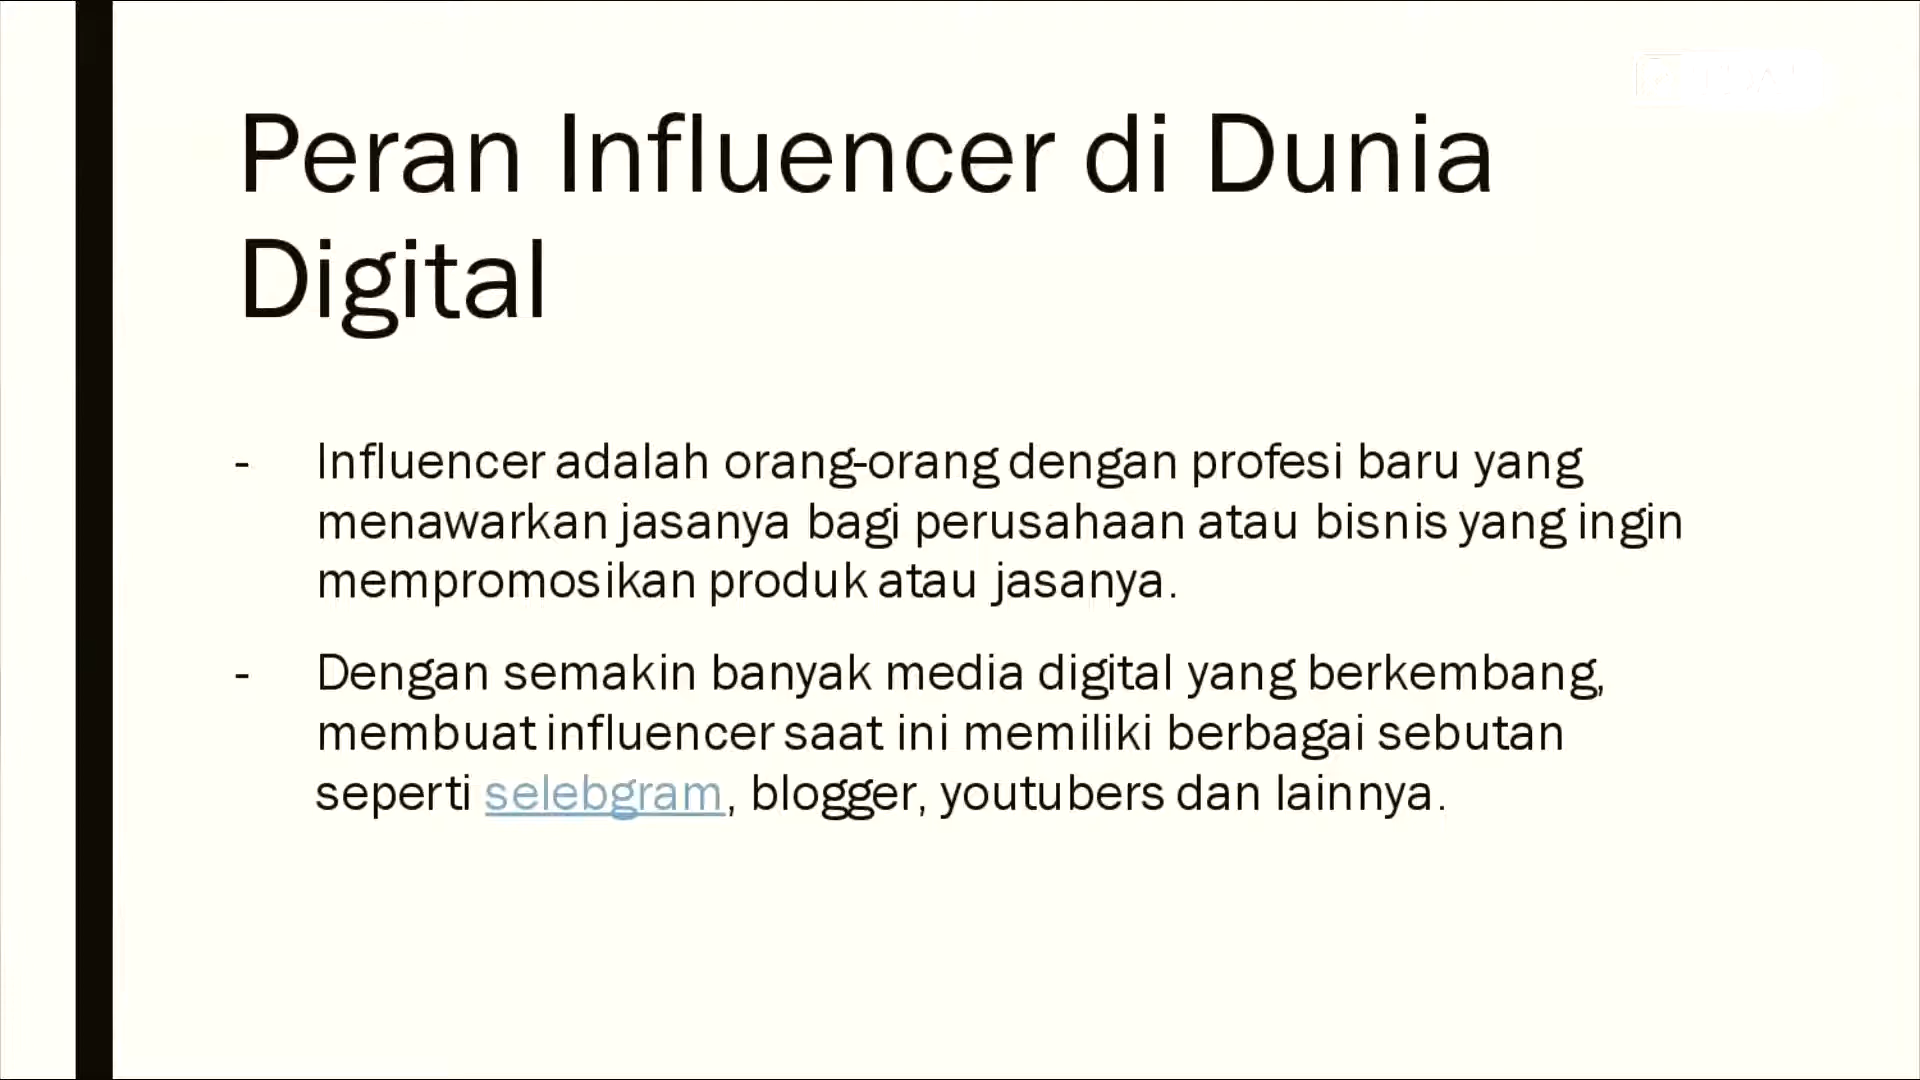 Peran Influencer di Dunia
Digital
- Influencer adalah orang-orang dengan profesi baru yang
menawarkan jasanya bagi perusahaan atau bisnis yang ingin
mempromosikan produk atau jasanya.
- Dengan semakin banyak media digital yang berkembang,
membuat influencer saat ini memiliki berbagai sebutan
seperti selebgram, blogger, youtubers dan lainnya.